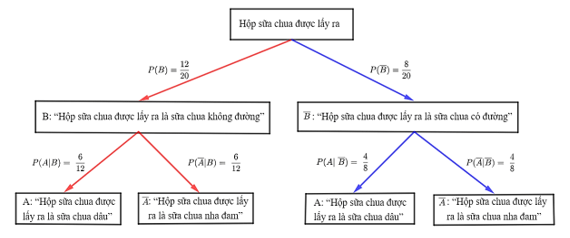 Hộp sữa chua được lấy ra
P(B) = 12/20
P(B̅) = 8/20
B: “Hộp sữa chua được lấy ra là sữa chua không đường”
B̅ : “Hộp sữa chua được lấy ra là sữa chua có đường”
P(A|B) = 6/12
P(A̅|B) = 6/12
P(A| B̅) = 4/8
P(A̅|B̅) = 4/8
A: “Hộp sữa chua được
lấy ra là sữa chua dâu”
A̅: “Hộp sữa chua được lấy
ra là sữa chua nha đam”
A: “Hộp sữa chua được
lấy ra là sữa chua dâu”
A̅: “Hộp sữa chua được lấy
ra là sữa chua nha đam”